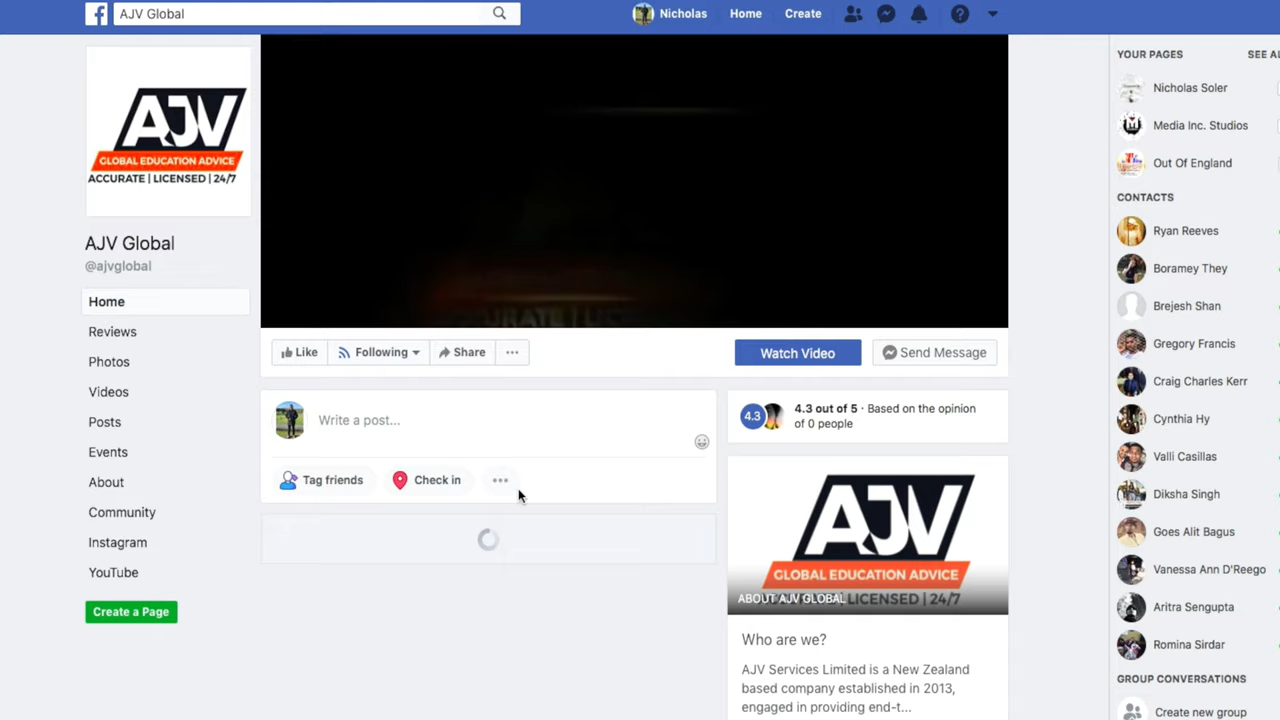 AJV Global
Nicholas
Home
Create
AJV
GLOBAL EDUCATION ADVICE
ACCURATE | LICENSED | 24/7
AJV Global
@ajvglobal
Home
Reviews
Photos
Videos
Posts
Events
About
Community
Instagram
YouTube
Create a Page
Like
Following
Share
Watch Video
Send Message
Write a post...
Tag friends
Check in
4.3
4.3 out of 5 · Based on the opinion
of 0 people
AJV
GLOBAL EDUCATION ADVICE
LICENSED | 24/7
ABOUT AJV GLOBAL
Who are we?
AJV Services Limited is a New Zealand
based company established in 2013,
engaged in providing end-t...
YOUR PAGES
SEE
Nicholas Soler
Media Inc. Studios
Out Of England
CONTACTS
Ryan Reeves
Boramey They
Brejesh Shan
Gregory Francis
Craig Charles Kerr
Cynthia Hy
Valli Casillas
Diksha Singh
Goes Alit Bagus
Vanessa Ann D'Reego
Aritra Sengupta
Romina Sirdar
GROUP CONVERSATIONS
Create new group